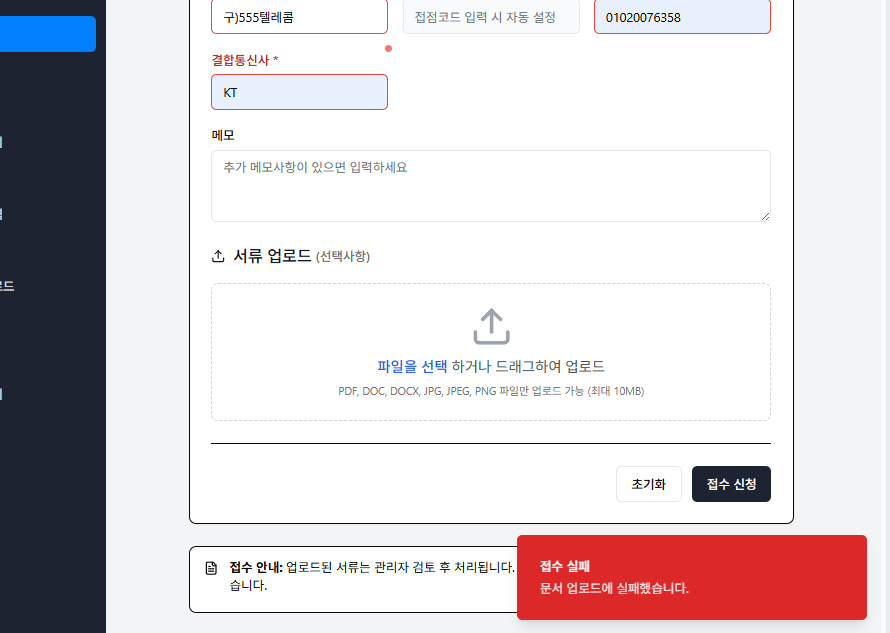 구)555텔레콤 접점코드 입력 시 자동 설정 01020076358
결합통신사 *
KT
메모
추가 메모사항이 있으면 입력하세요
서류 업로드 (선택사항)
파일을 선택 하거나 드래그하여 업로드
PDF, DOC, DOCX, JPG, JPEG, PNG 파일만 업로드 가능 (최대 10MB)
초기화 접수 신청
접수 안내: 업로드된 서류는 관리자 검토 후 처리됩니다.
습니다.
접수 실패
문서 업로드에 실패했습니다.